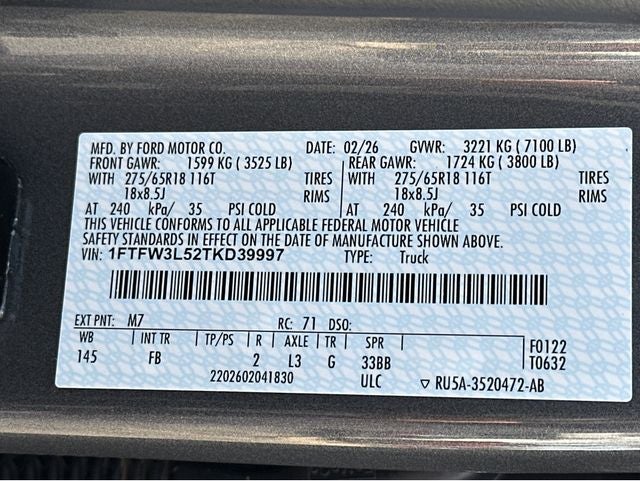 MFD. BY FORD MOTOR CO. DATE: 02/26 GVWR: 3221 KG ( 7100 LB)
FRONT GAWR: 1599 KG ( 3525 LB) REAR GAWR: 1724 KG ( 3800 LB)
WITH 275/65R18 116T TIRES WITH 275/65R18 116T TIRES
18x8.5J RIMS 18x8.5J RIMS
AT 240 kPa/ 35 PSI COLD AT 240 kPa/ 35 PSI COLD
THIS VEHICLE CONFORMS TO ALL APPLICABLE FEDERAL MOTOR VEHICLE
SAFETY STANDARDS IN EFFECT ON THE DATE OF MANUFACTURE SHOWN ABOVE.
VIN: 1FTFW3L52TKD39997 TYPE: Truck
EXT PNT: M7 RC: 71 DSO:
WB INT TR TP/PS R AXLE TR SPR F0122
145 FB 2 L3 G 33BB T0632
2202602041830 ULC ▽ RU5A-3520472-AB